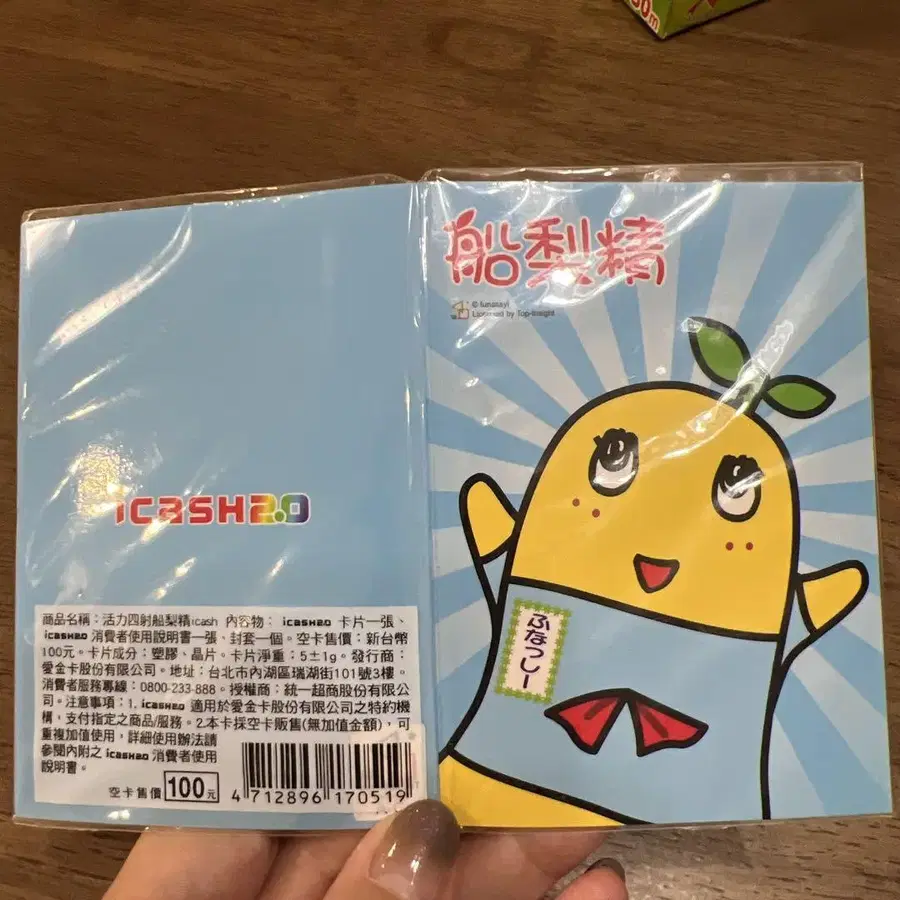 50m
船梨精
© funassyi
Licensed by Top-Insight
ふなっしー
icash2.0
商品名稱：活力四射船梨精icash 內容物： icash2.0 卡片一張、
icash2.0 消費者使用說明書一張、封套一個。空卡售價：新台幣
100元。卡片成分：塑膠、晶片。卡片淨重：5±1g。發行商：
愛金卡股份有限公司。地址：台北市內湖區瑞湖街101號3樓。
消費者服務專線：0800-233-888。授權商：統一超商股份有限公
司。注意事項：1. icash2.0 適用於愛金卡股份有限公司之特約機
構，支付指定之商品/服務。2.本卡採空卡販售(無加值金額)，可
重複加值使用，詳細使用辦法請
參閱內附之 icash2.0 消費者使用
說明書。
空卡售價 100元
4 712896 170519